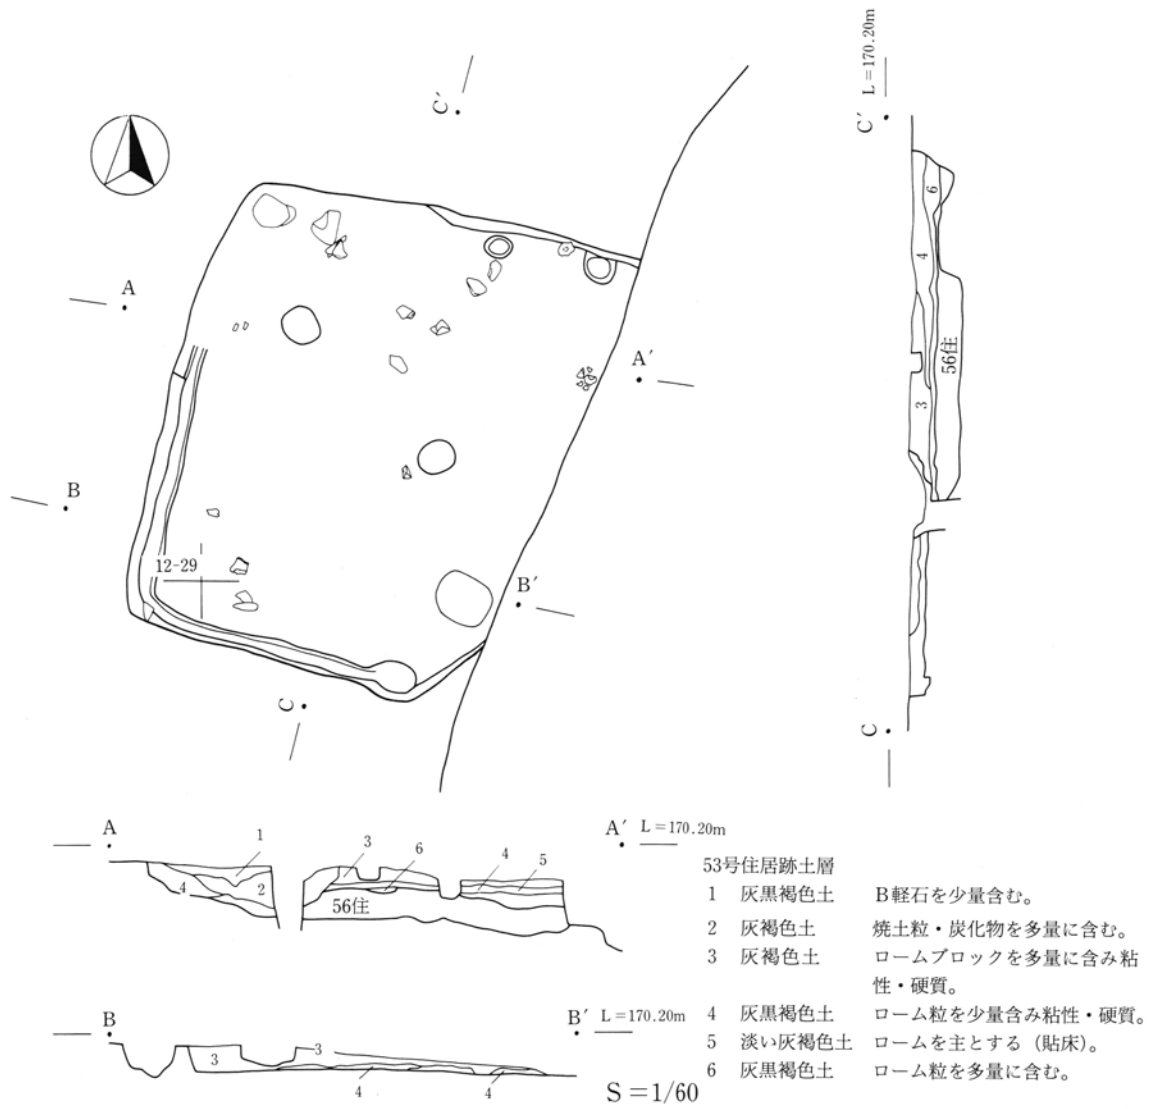 C′
L=170.20m
C′
A
A′
B
12-29
B′
C
56住
6
4
3
C
A
A′ L=170.20m
1
3
6
4
5
4
2
56住
B
B′ L=170.20m
3
3
4
4
S=1/60
53号住居跡土層
1 灰黒褐色土 B軽石を少量含む。
2 灰褐色土 焼土粒・炭化物を多量に含む。
3 灰褐色土 ロームブロックを多量に含み粘
性・硬質。
4 灰黒褐色土 ローム粒を少量含み粘性・硬質。
5 淡い灰褐色土 ロームを主とする（貼床）。
6 灰黒褐色土 ローム粒を多量に含む。